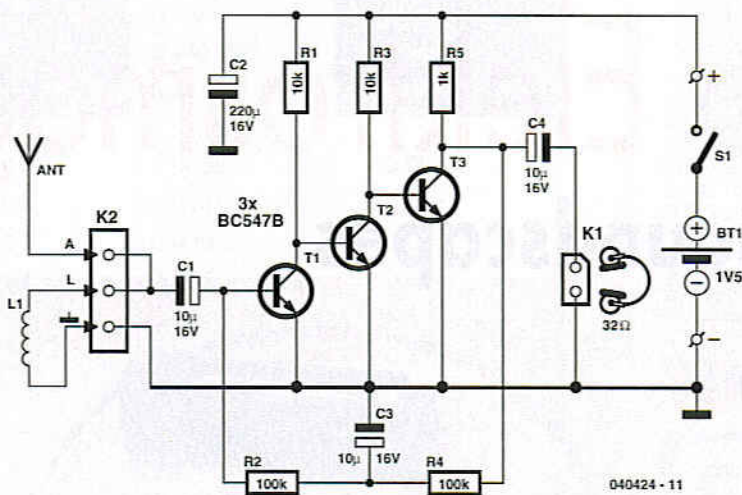 R1
10k
R3
10k
R5
1k
C2
220µ
16V
C4
10µ
16V
T3
S1
ANT
3x
BC547B
T2
K2
T1
K1
BT1
A
C1
L
10µ
16V
L1
32Ω
1V5
+
+
−
−
C3
10µ 16V
R2
100k
R4
100k
040424 - 11